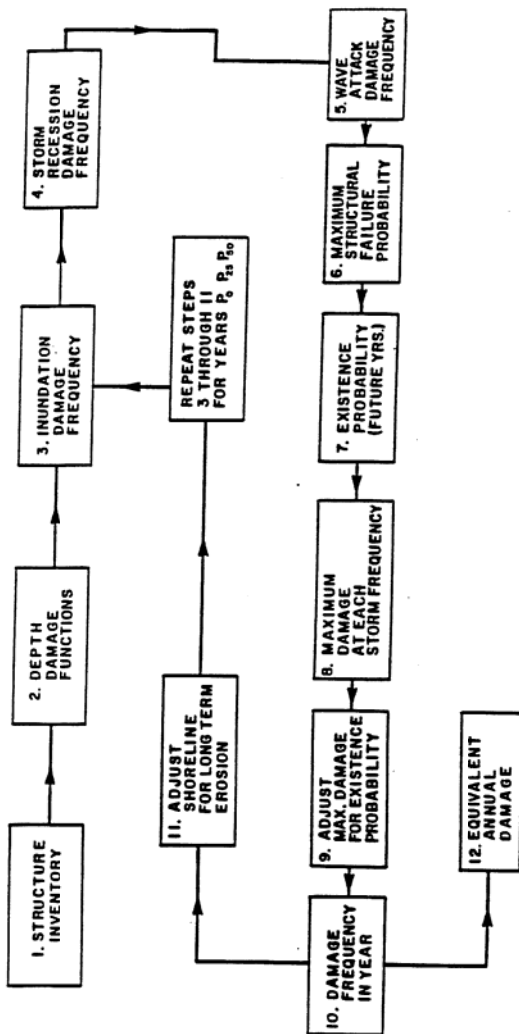 1. STRUCTURE
INVENTORY
2. DEPTH
DAMAGE
FUNCTIONS
3. INUNDATION
DAMAGE
FREQUENCY
4. STORM
RECESSION
DAMAGE
FREQUENCY
5. WAVE
ATTACK
DAMAGE
FREQUENCY
6. MAXIMUM
STRUCTURAL
FAILURE
PROBABILITY
7. EXISTENCE
PROBABILITY
(FUTURE YRS.)
8. MAXIMUM
DAMAGE
AT EACH
STORM FREQUENCY
9. ADJUST
MAX. DAMAGE
FOR EXISTENCE
PROBABILITY
10. DAMAGE
FREQUENCY
IN YEAR
11. ADJUST
SHORELINE
FOR LONG TERM
EROSION
REPEAT STEPS
3 THROUGH 11
FOR YEARS P₀ P₂₅ P₅₀
12. EQUIVALENT
ANNUAL
DAMAGE